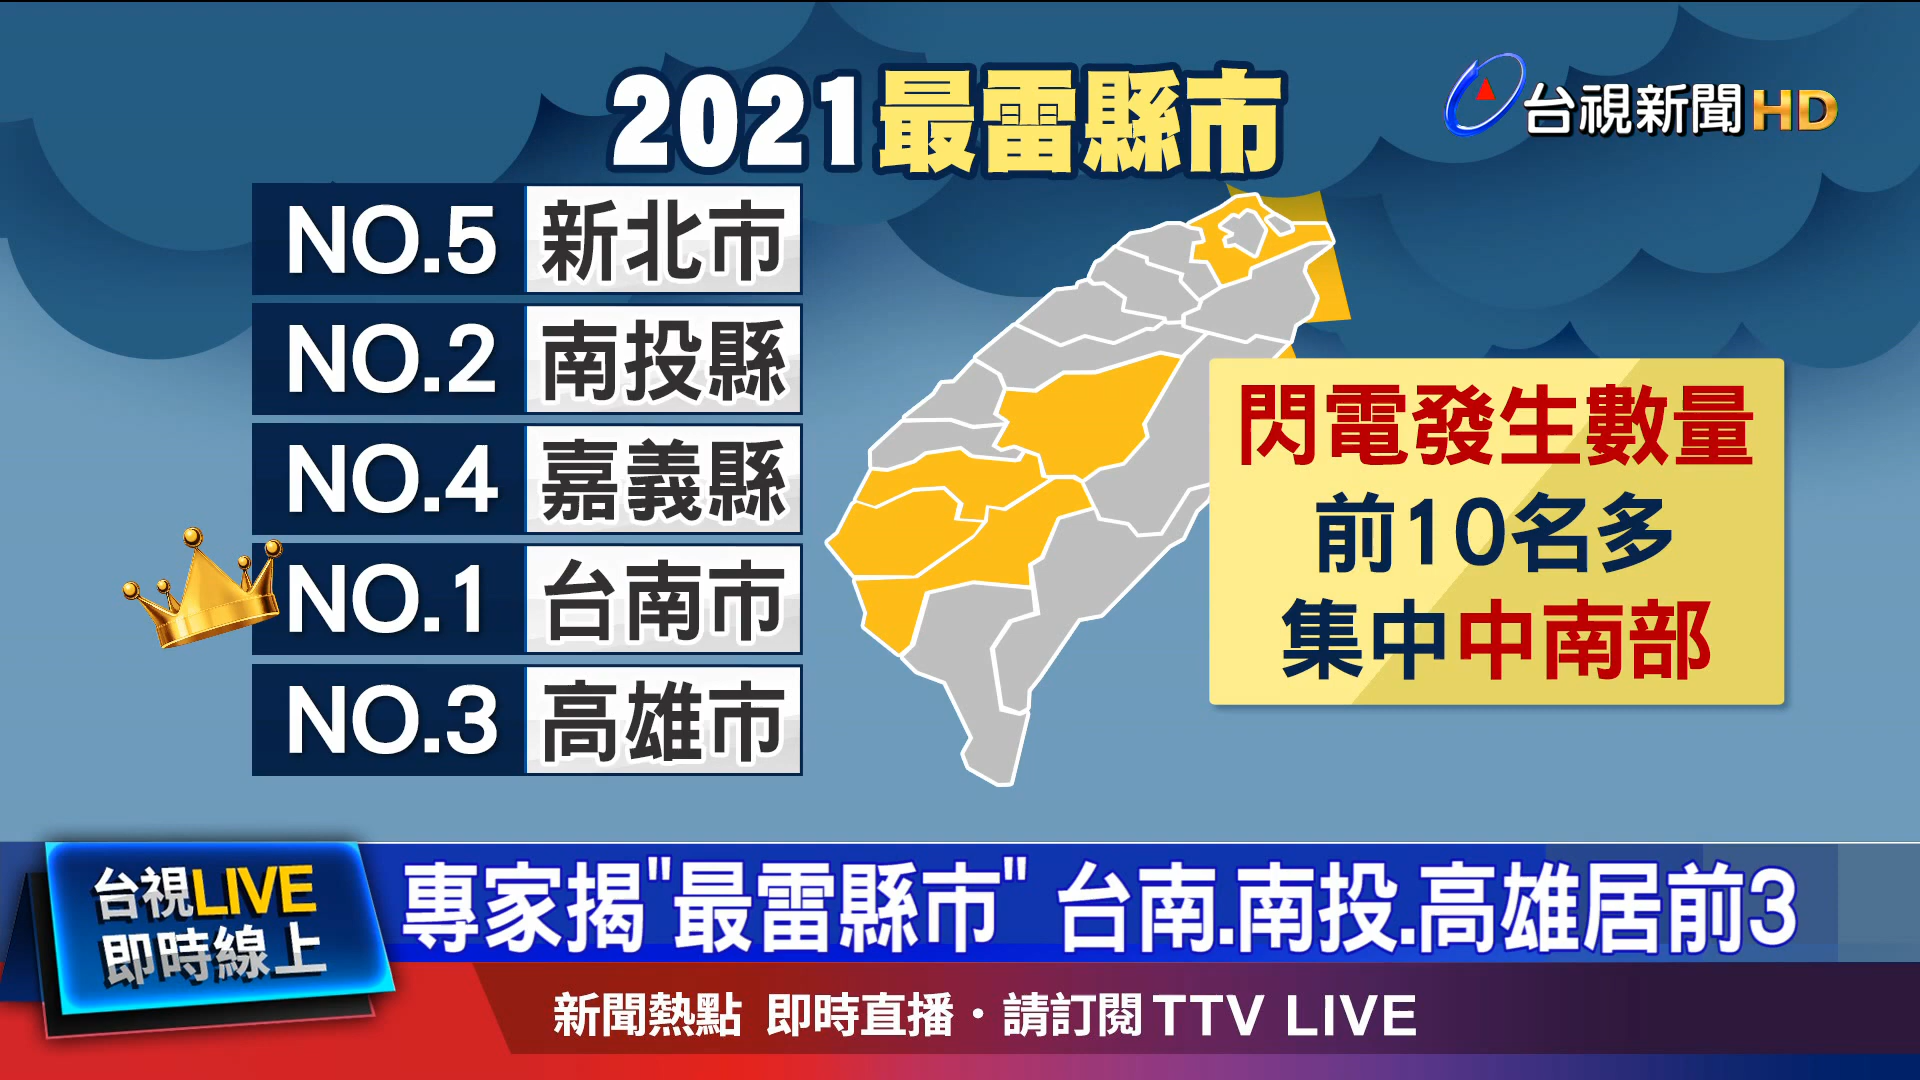 2021最雷縣市
台視新聞HD
NO.5 新北市
NO.2 南投縣
NO.4 嘉義縣
NO.1 台南市
NO.3 高雄市
閃電發生數量
前10名多
集中中南部
台視LIVE
即時線上
專家揭"最雷縣市" 台南.南投.高雄居前3
新聞熱點 即時直播・請訂閱TTV LIVE